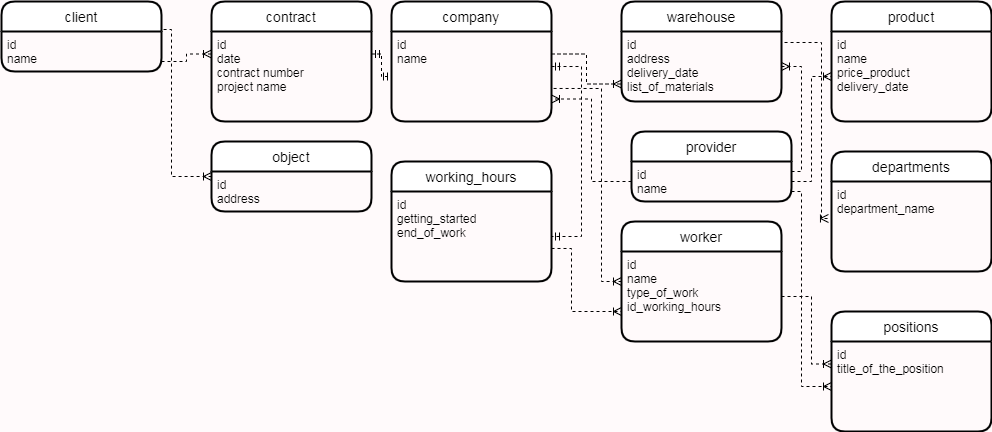 client
id
name
contract
id
date
contract number
project name
object
id
address
company
id
name
working_hours
id
getting_started
end_of_work
warehouse
id
address
delivery_date
list_of_materials
provider
id
name
worker
id
name
type_of_work
id_working_hours
product
id
name
price_product
delivery_date
departments
id
department_name
positions
id
title_of_the_position